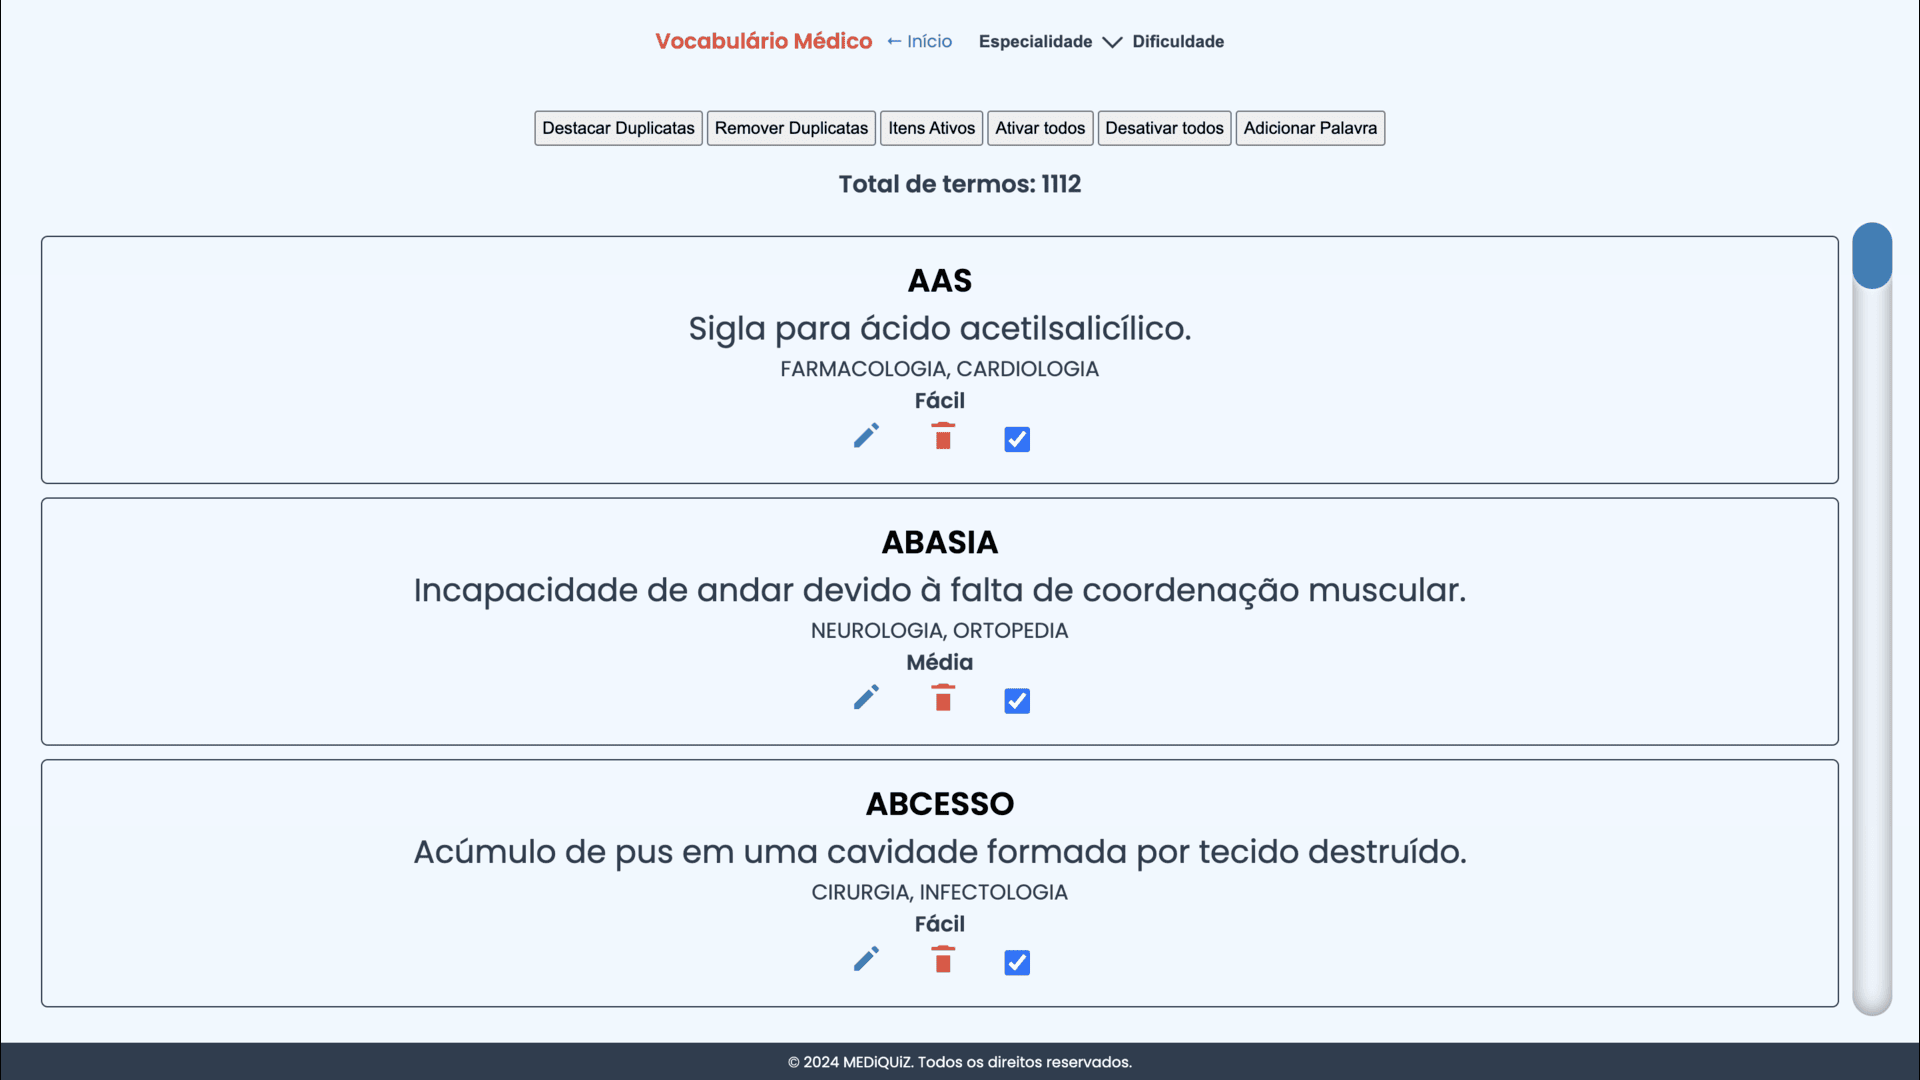 Vocabulário Médico ← Início Especialidade Dificuldade
Destacar Duplicatas Remover Duplicatas Itens Ativos Ativar todos Desativar todos Adicionar Palavra
Total de termos: 1112
AAS
Sigla para ácido acetilsalicílico.
FARMACOLOGIA, CARDIOLOGIA
Fácil
ABASIA
Incapacidade de andar devido à falta de coordenação muscular.
NEUROLOGIA, ORTOPEDIA
Média
ABCESSO
Acúmulo de pus em uma cavidade formada por tecido destruído.
CIRURGIA, INFECTOLOGIA
Fácil
© 2024 MEDiQUiZ. Todos os direitos reservados.